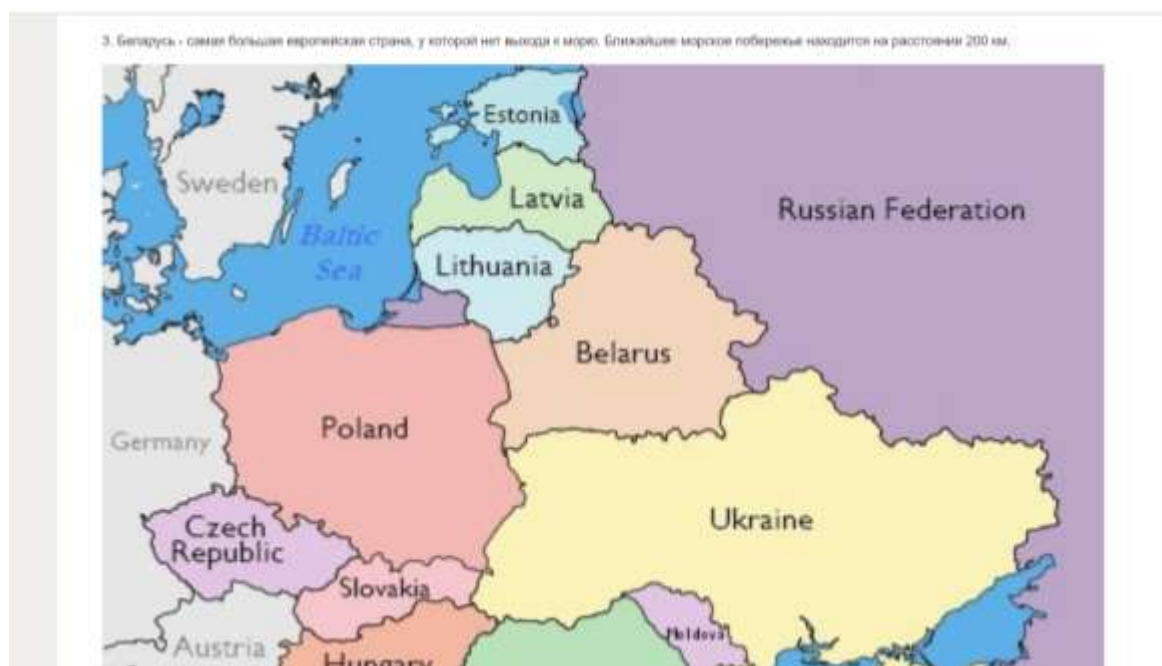 3. Беларусь - самая большая европейская страна, у которой нет выхода к морю. Ближайшее морское побережье находится на расстоянии 200 км.
Estonia
Sweden
Latvia
Russian Federation
Baltic
Sea
Lithuania
Belarus
Poland
Germany
Ukraine
Czech
Republic
Slovakia
Moldova
Austria
Hungary